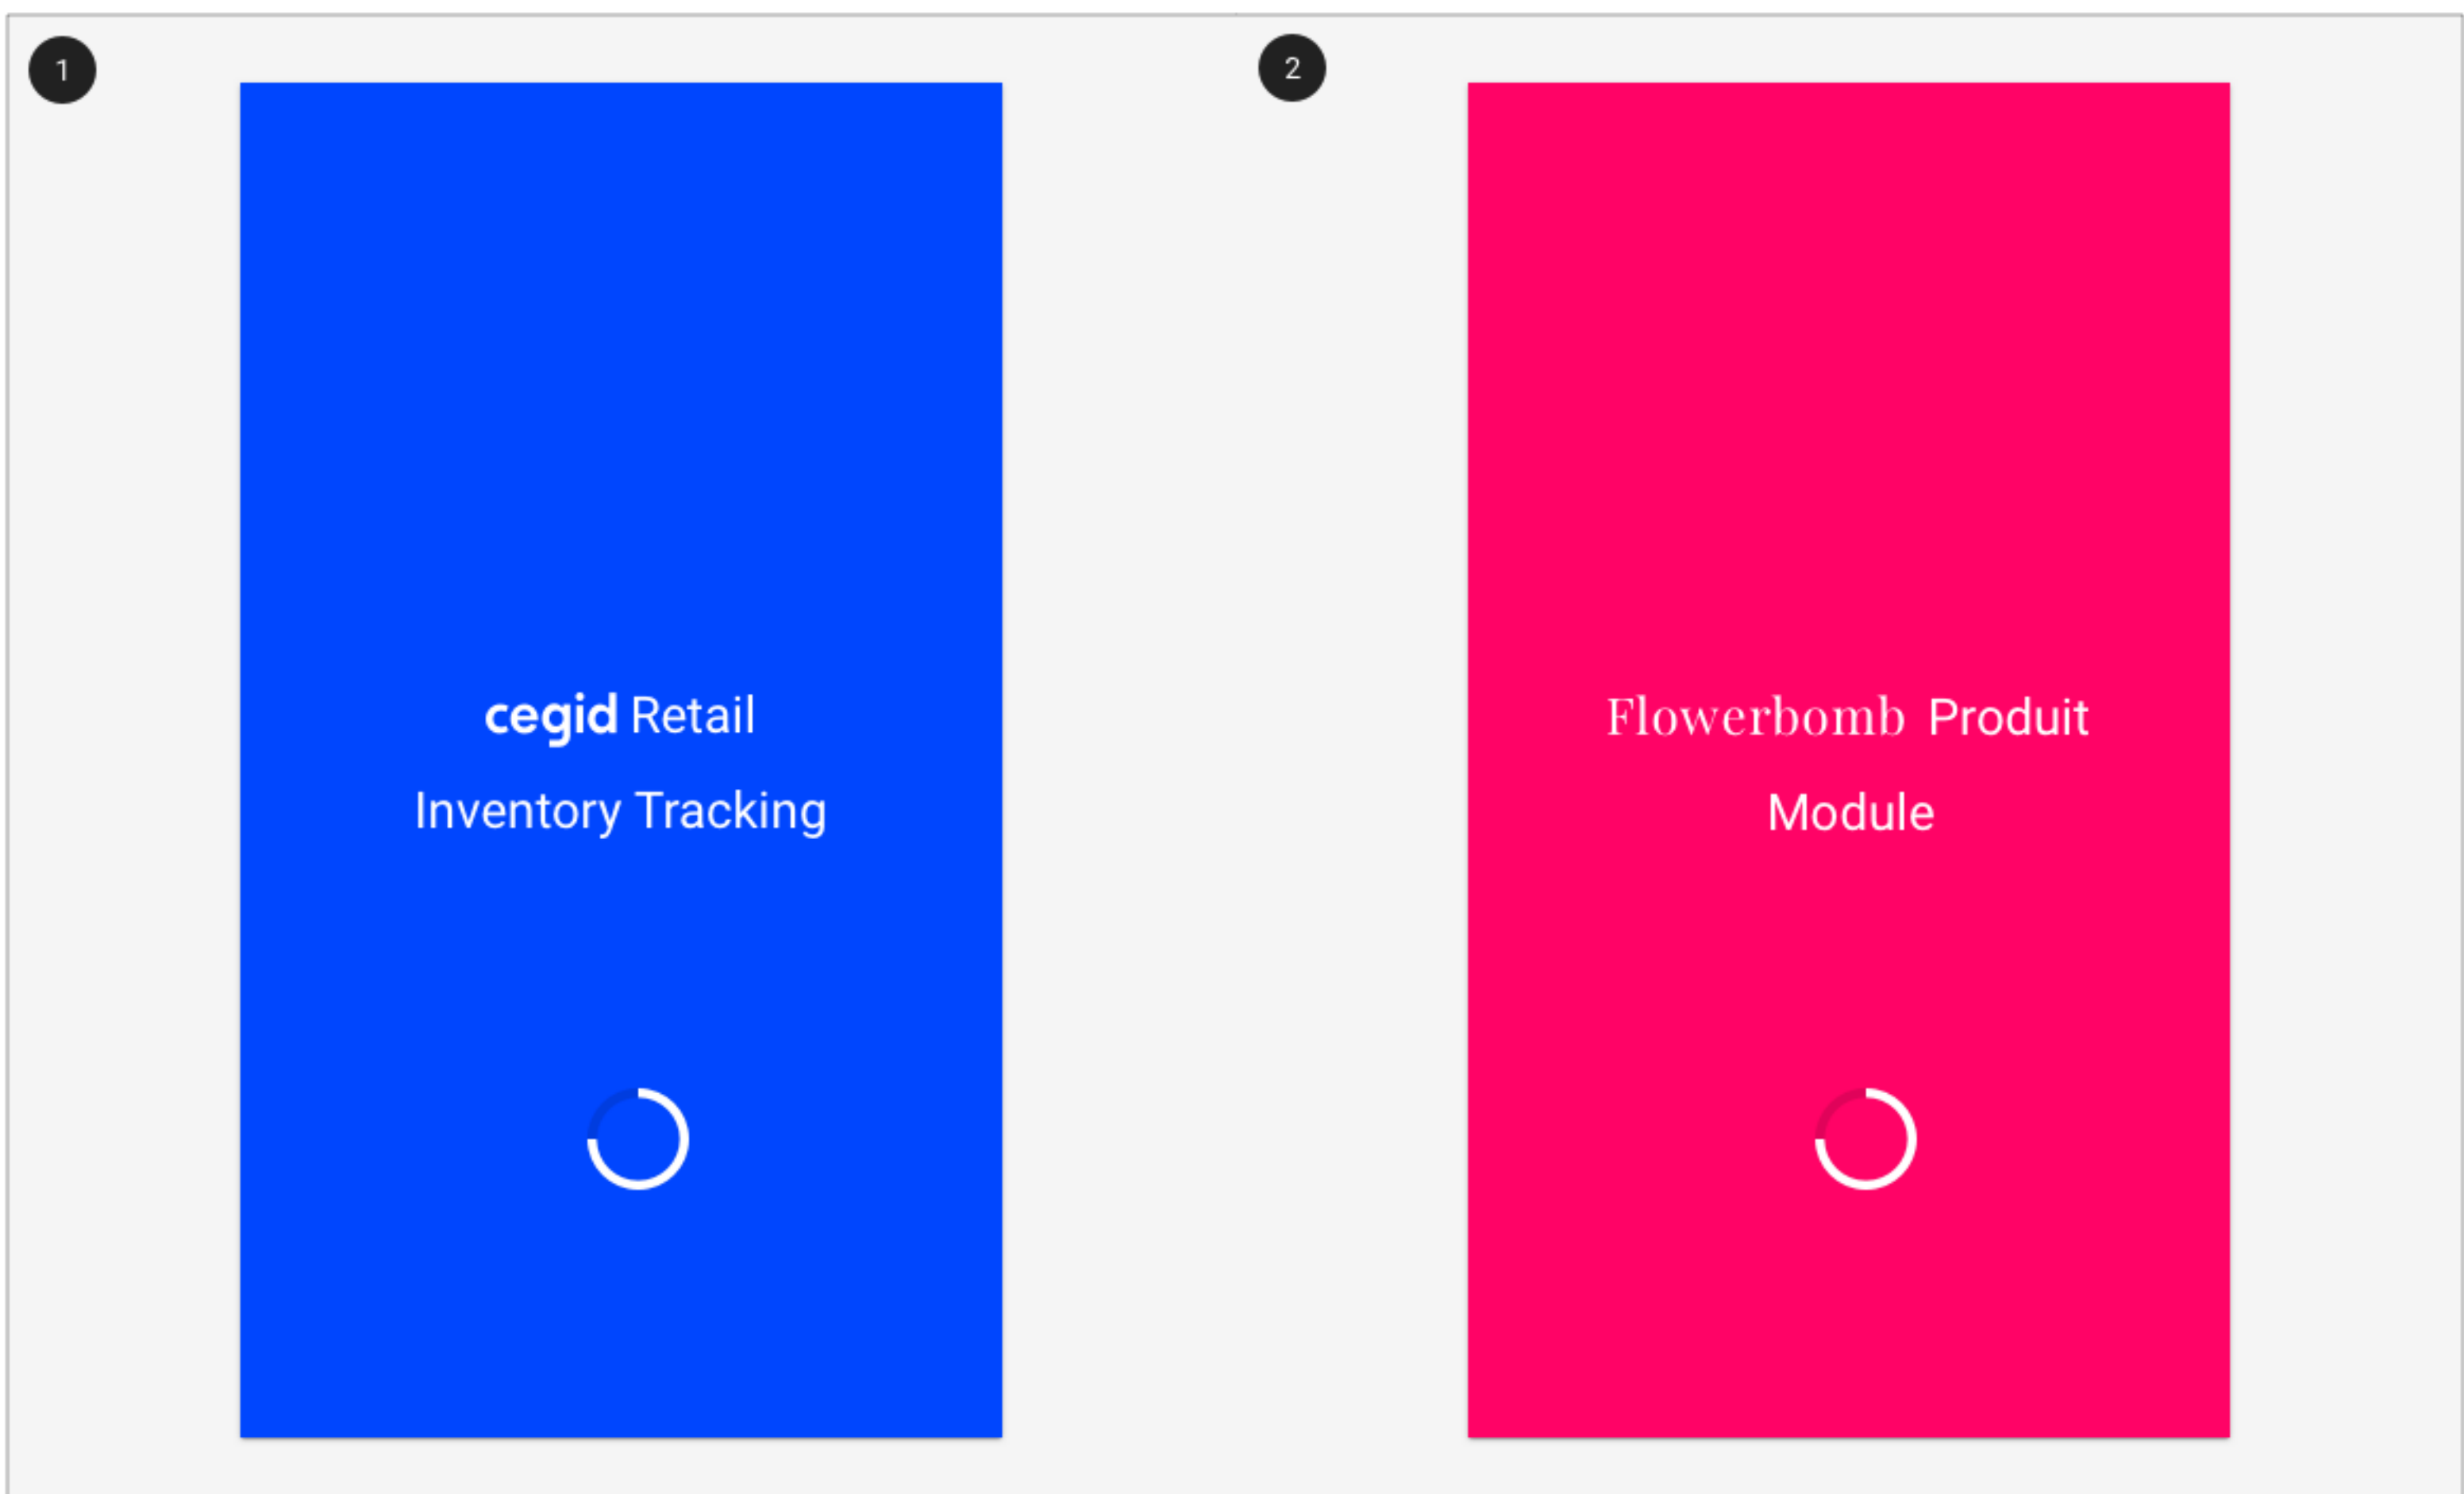 1
cegid Retail
Inventory Tracking
2
Flowerbomb Produit
Module